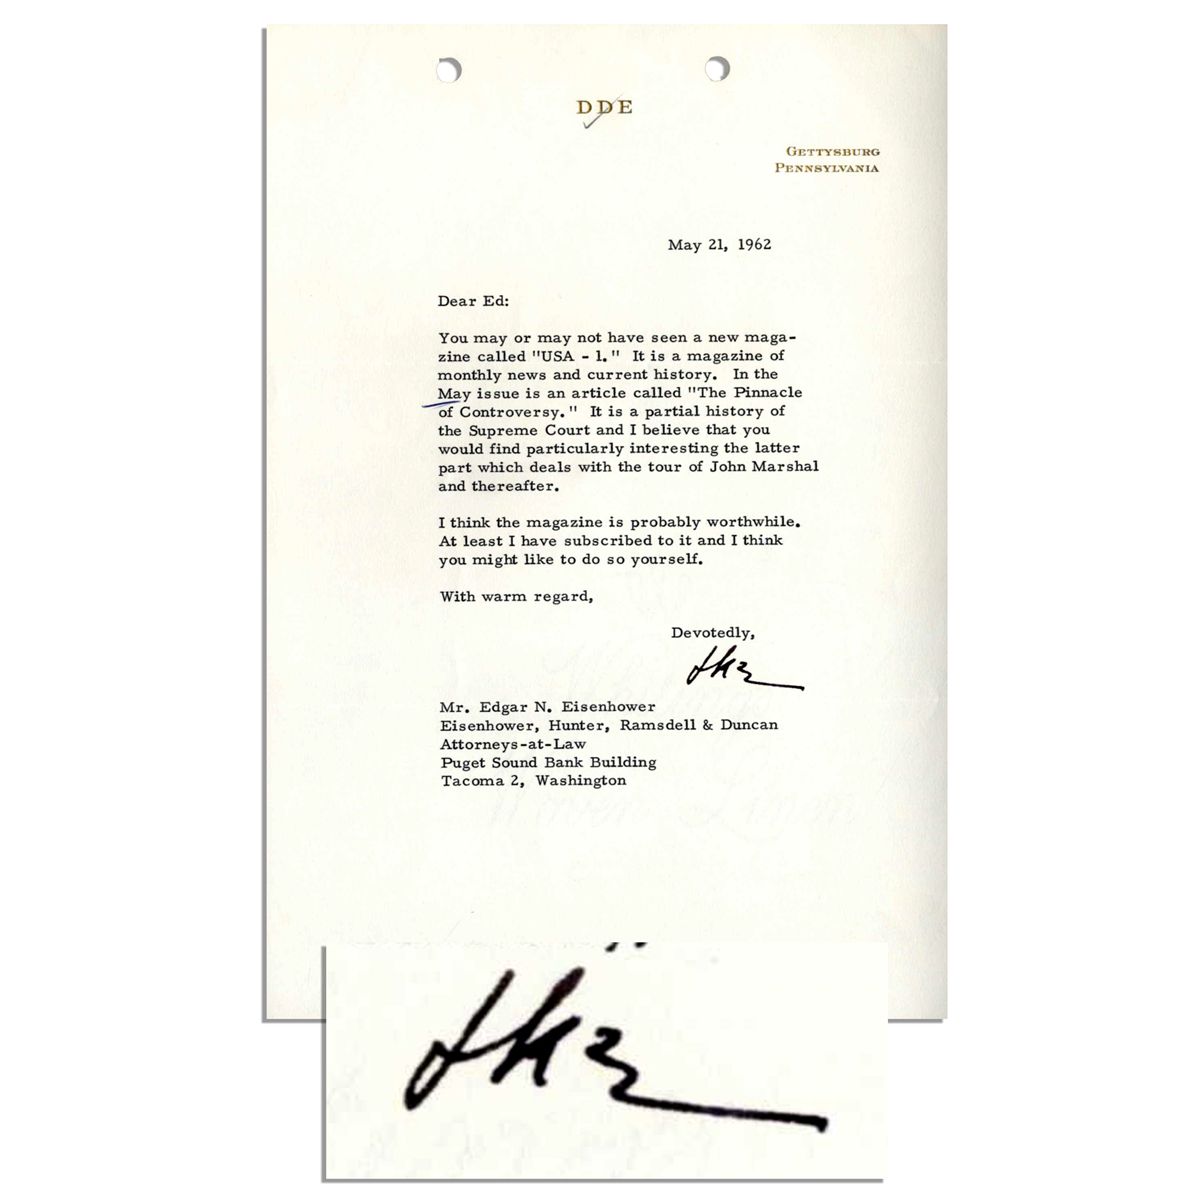 DDE
GETTYSBURG
PENNSYLVANIA
May 21, 1962
Dear Ed:
You may or may not have seen a new maga-
zine called "USA - 1." It is a magazine of
monthly news and current history. In the
May issue is an article called "The Pinnacle
of Controversy." It is a partial history of
the Supreme Court and I believe that you
would find particularly interesting the latter
part which deals with the tour of John Marshal
and thereafter.
I think the magazine is probably worthwhile.
At least I have subscribed to it and I think
you might like to do so yourself.
With warm regard,
Devotedly,
Ike
Mr. Edgar N. Eisenhower
Eisenhower, Hunter, Ramsdell & Duncan
Attorneys-at-Law
Puget Sound Bank Building
Tacoma 2, Washington
Woven Linen
Ike